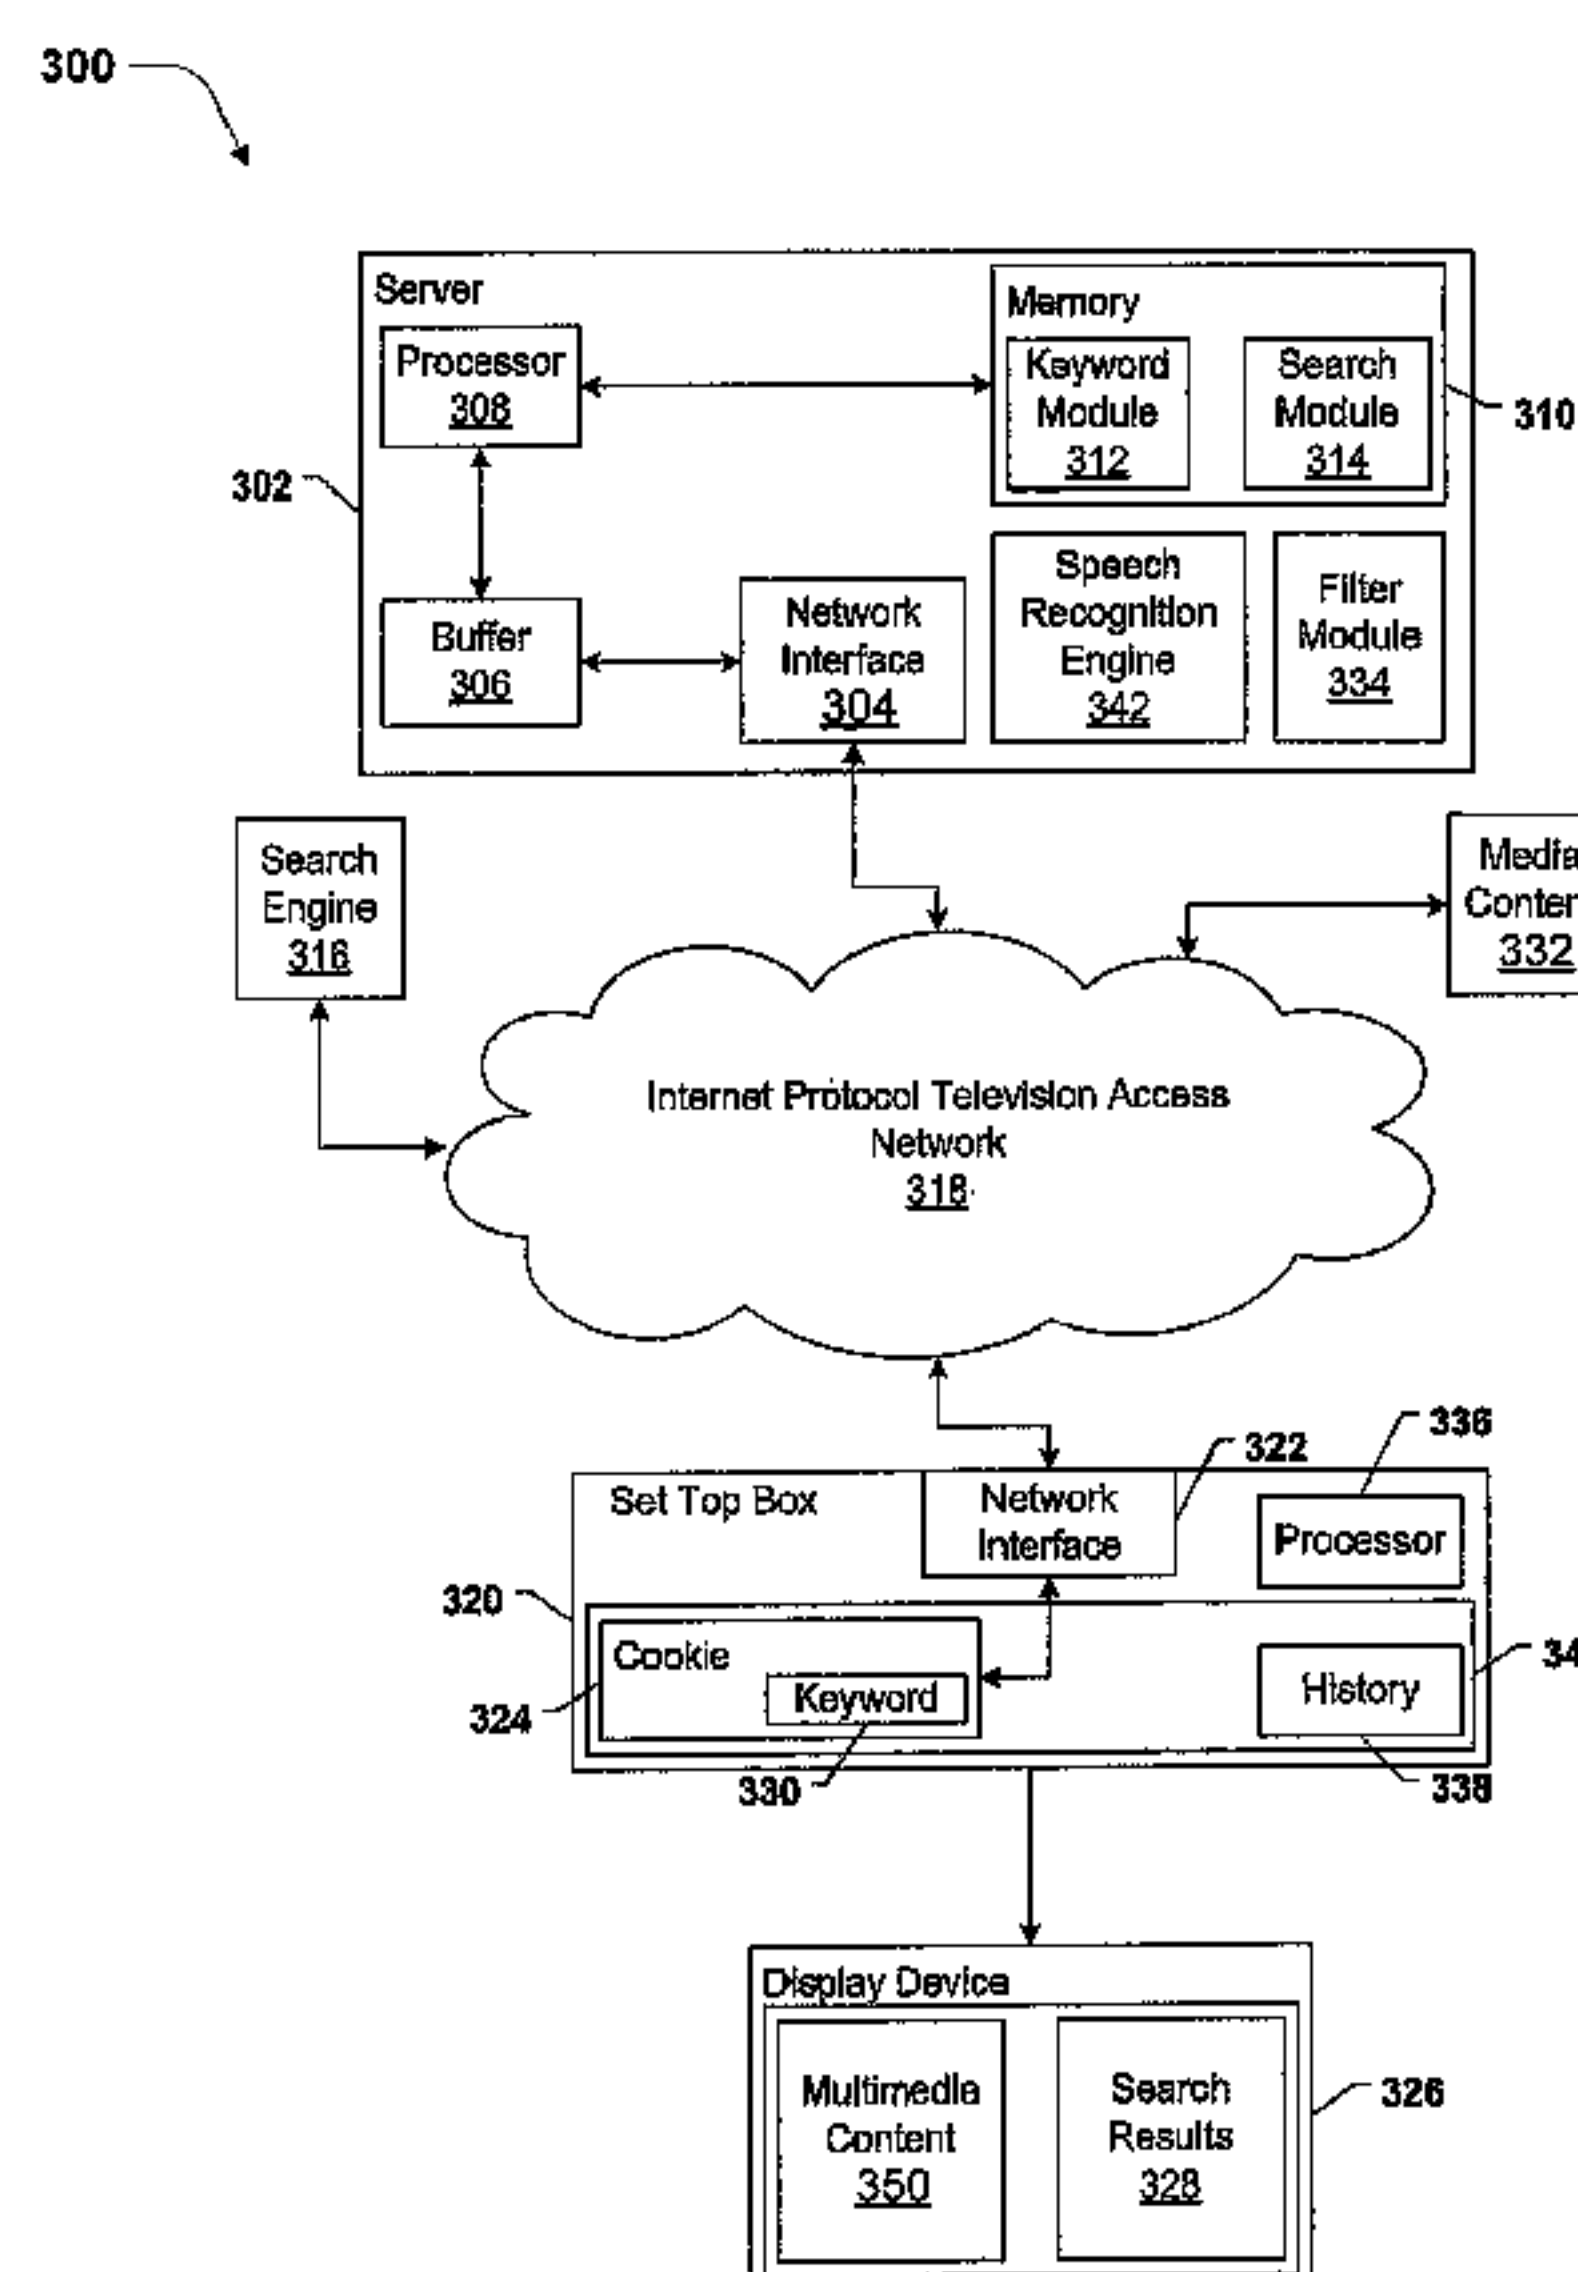 300
Server
Processor
308
Memory
Keyword
Module
312
Search
Module
314
310
302
Buffer
306
Network
Interface
304
Speech
Recognition
Engine
342
Filter
Module
334
Search
Engine
316
Media
332
Internet Protocol Television Access
Network
318
336
322
Set Top Box
Network
Interface
Processor
320
Cookie
Keyword
History
324
330
338
Display Device
Multimedia
Content
350
Search
Results
328
326